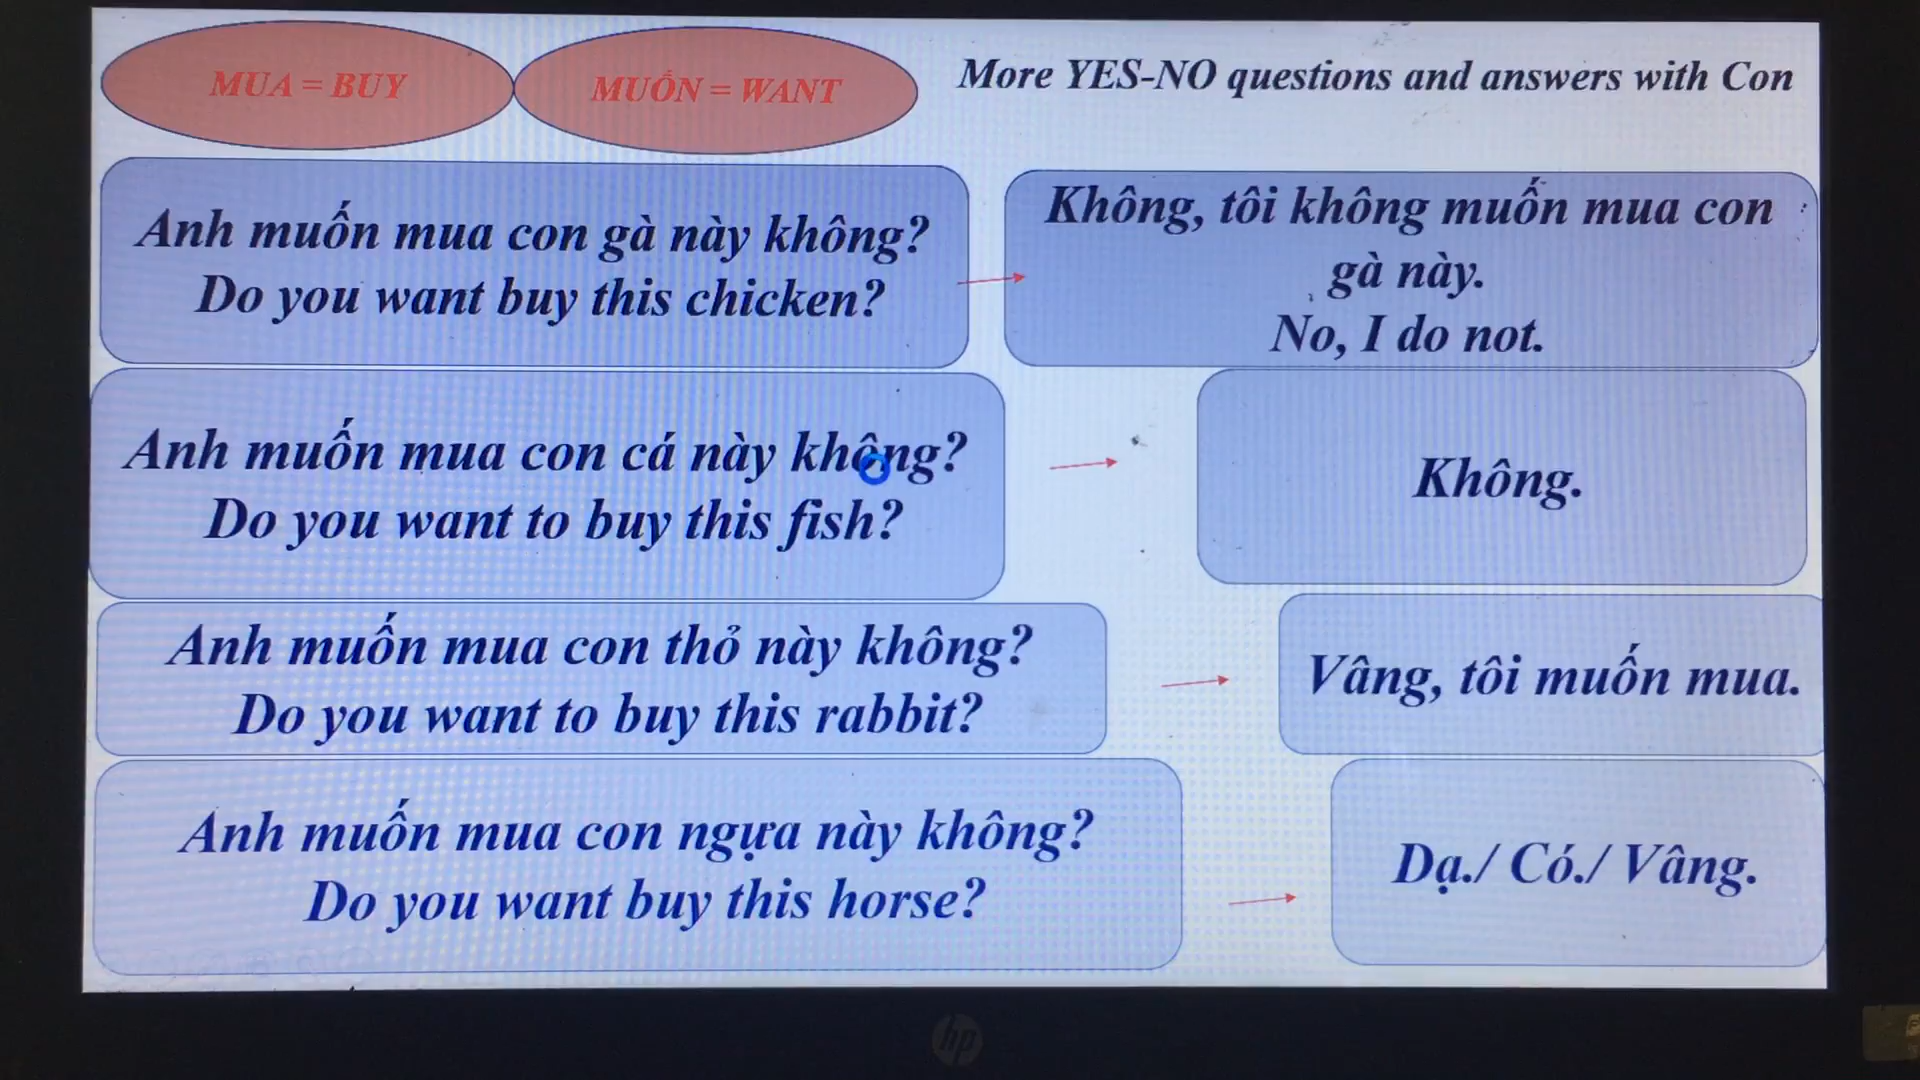 MUA = BUY
MUỐN = WANT
More YES-NO questions and answers with Con
Anh muốn mua con gà này không?
Do you want buy this chicken?
Không, tôi không muốn mua con
gà này.
No, I do not.
Anh muốn mua con cá này không?
Do you want to buy this fish?
Không.
Anh muốn mua con thỏ này không?
Do you want to buy this rabbit?
Vâng, tôi muốn mua.
Anh muốn mua con ngựa này không?
Do you want buy this horse?
Dạ./ Có./ Vâng.
hp